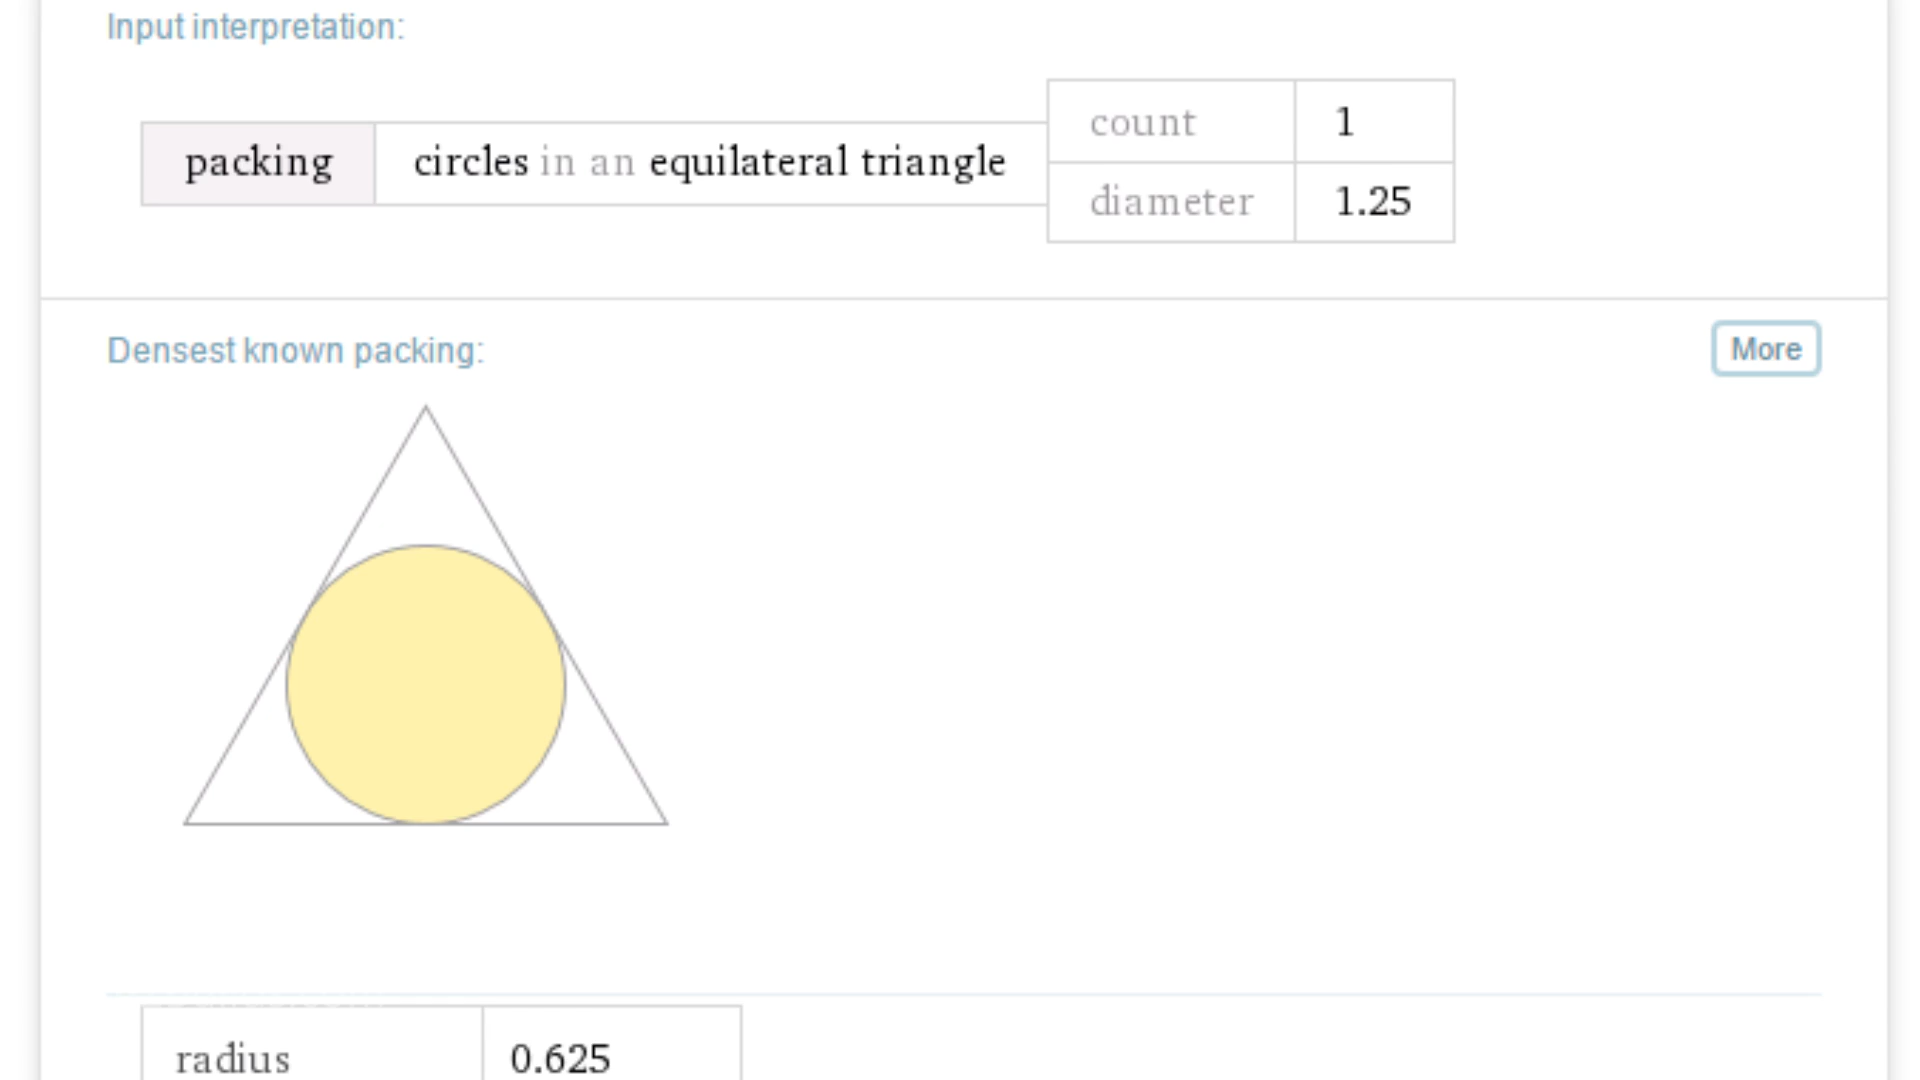 Input interpretation:
packing circles in an equilateral triangle
count 1
diameter 1.25
Densest known packing:
More
radius 0.625